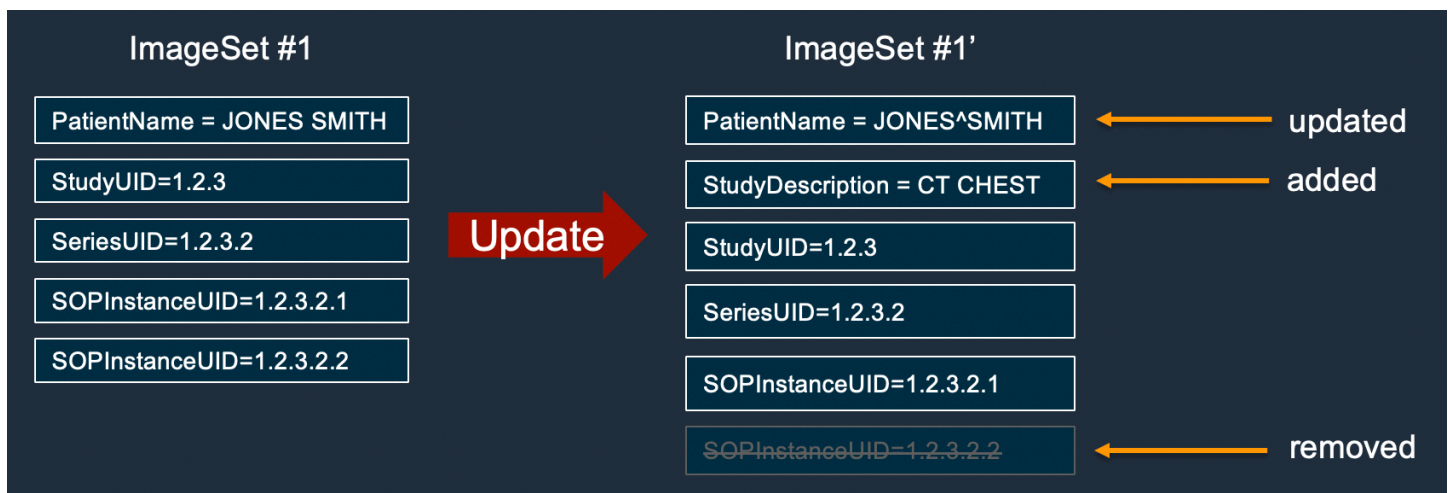 ImageSet #1
PatientName = JONES SMITH
StudyUID=1.2.3
SeriesUID=1.2.3.2
SOPInstanceUID=1.2.3.2.1
SOPInstanceUID=1.2.3.2.2
Update
ImageSet #1’
PatientName = JONES^SMITH
updated
StudyDescription = CT CHEST
added
StudyUID=1.2.3
SeriesUID=1.2.3.2
SOPInstanceUID=1.2.3.2.1
SOPInstanceUID=1.2.3.2.2
removed